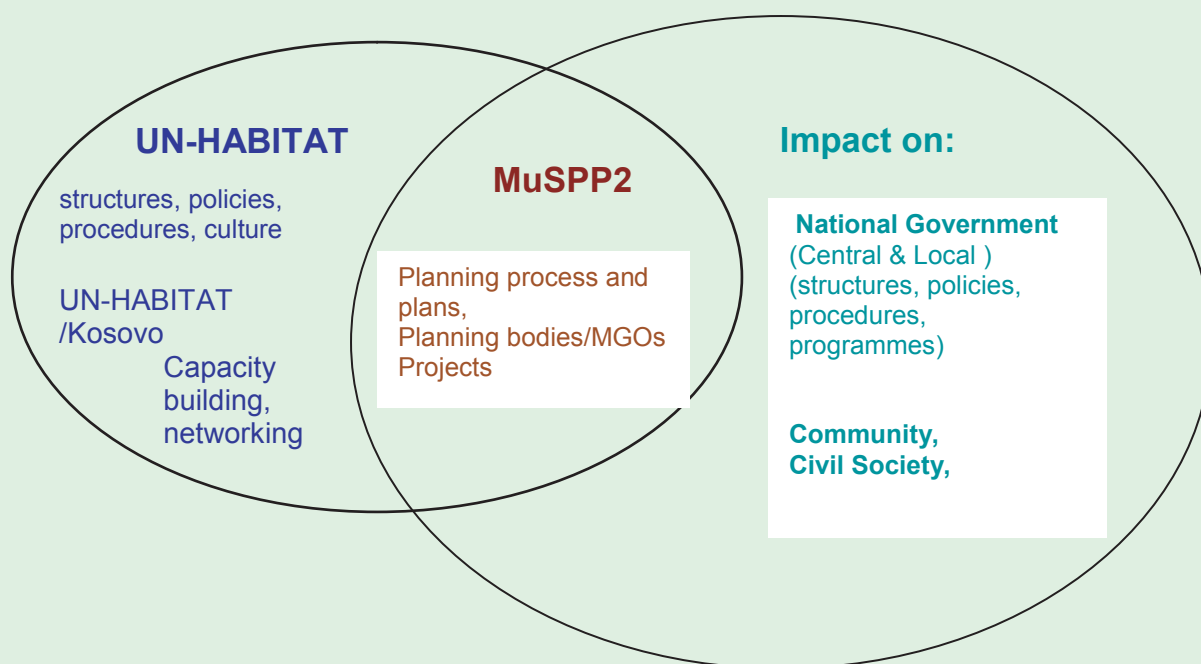 UN-HABITAT
structures, policies,
procedures, culture
UN-HABITAT
/Kosovo
Capacity
building,
networking
MuSPP2
Planning process and
plans,
Planning bodies/MGOs
Projects
Impact on:
National Government
(Central & Local )
(structures, policies,
procedures,
programmes)
Community,
Civil Society,